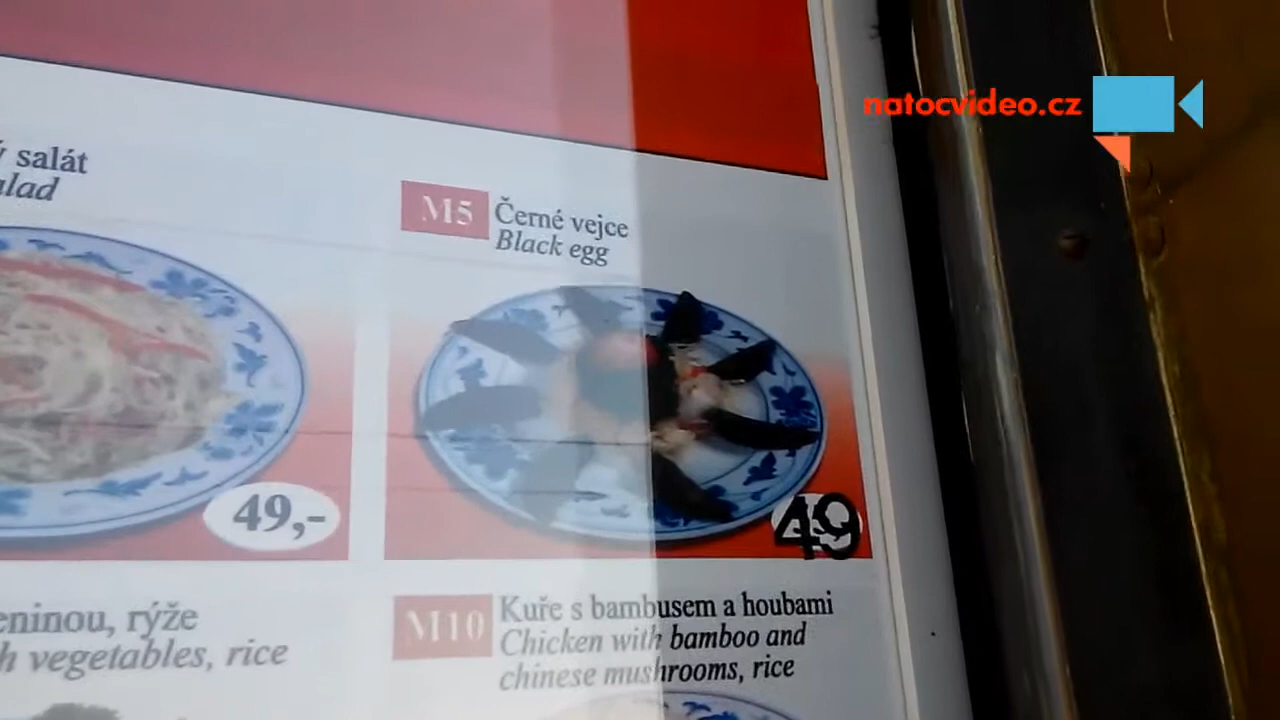 natocvideo.cz
ý salát
alad
M5 Černé vejce
Black egg
49,-
49
eninou, rýže
h vegetables, rice
M10 Kuře s bambusem a houbami
Chicken with bamboo and
chinese mushrooms, rice